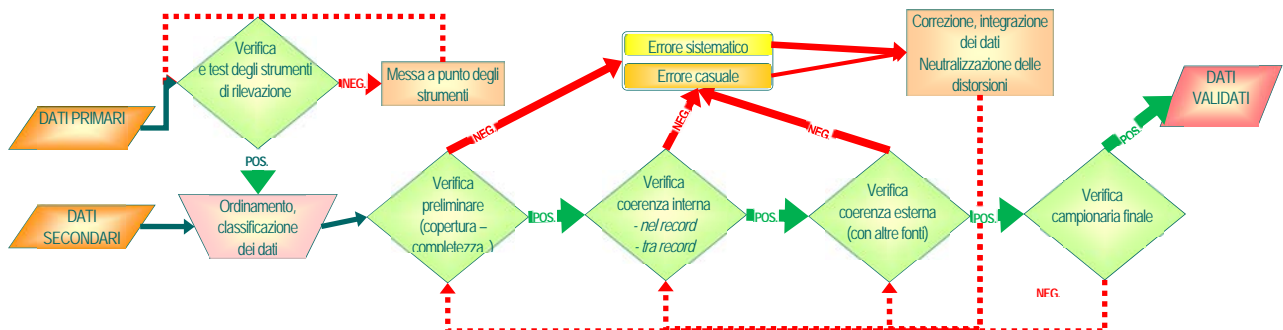 DATI PRIMARI
Verifica
e test degli strumenti
di rilevazione
NEG.
Messa a punto degli
strumenti
POS.
DATI
SECONDARI
Ordinamento,
classificazione
dei dati
Verifica
preliminare
(copertura –
completezza )
NEG.
POS.
Errore sistematico
Errore casuale
Verifica
coerenza interna
- nel record
- tra record
NEG.
POS.
Verifica
coerenza esterna
(con altre fonti)
NEG.
POS.
Correzione, integrazione
dei dati
Neutralizzazione delle
distorsioni
Verifica
campionaria finale
NEG.
POS.
DATI
VALIDATI